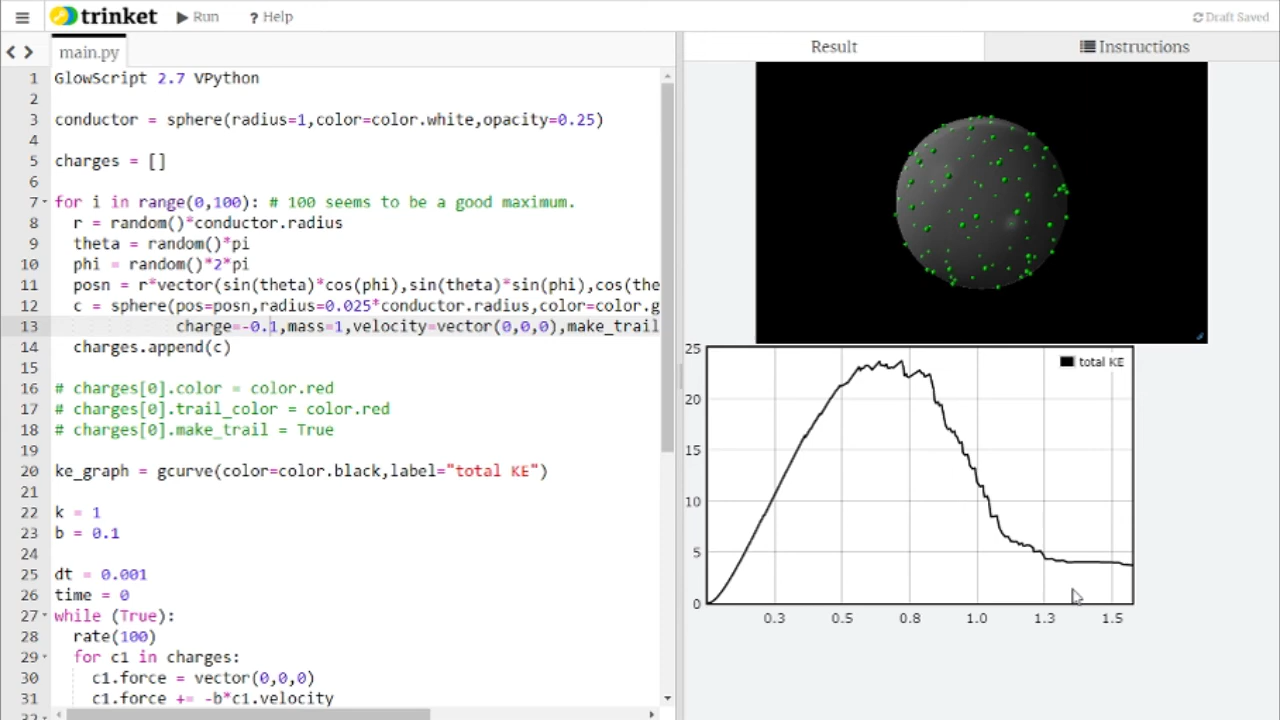 trinket
Run
? Help
Draft Saved
main.py
Result
Instructions
1 GlowScript 2.7 VPython
2
3 conductor = sphere(radius=1,color=color.white,opacity=0.25)
4
5 charges = []
6
7 for i in range(0,100): # 100 seems to be a good maximum.
8 r = random()*conductor.radius
9 theta = random()*pi
10 phi = random()*2*pi
11 posn = r*vector(sin(theta)*cos(phi),sin(theta)*sin(phi),cos(the
12 c = sphere(pos=posn,radius=0.025*conductor.radius,color=color.g
13 charge=-0.1,mass=1,velocity=vector(0,0,0),make_trail
14 charges.append(c)
15
16 # charges[0].color = color.red
17 # charges[0].trail_color = color.red
18 # charges[0].make_trail = True
19
20 ke_graph = gcurve(color=color.black,label="total KE")
21
22 k = 1
23 b = 0.1
24
25 dt = 0.001
26 time = 0
27 while (True):
28 rate(100)
29 for c1 in charges:
30 c1.force = vector(0,0,0)
31 c1.force += -b*c1.velocity
32
total KE
25
20
15
10
5
0
0.3 0.5 0.8 1.0 1.3 1.5